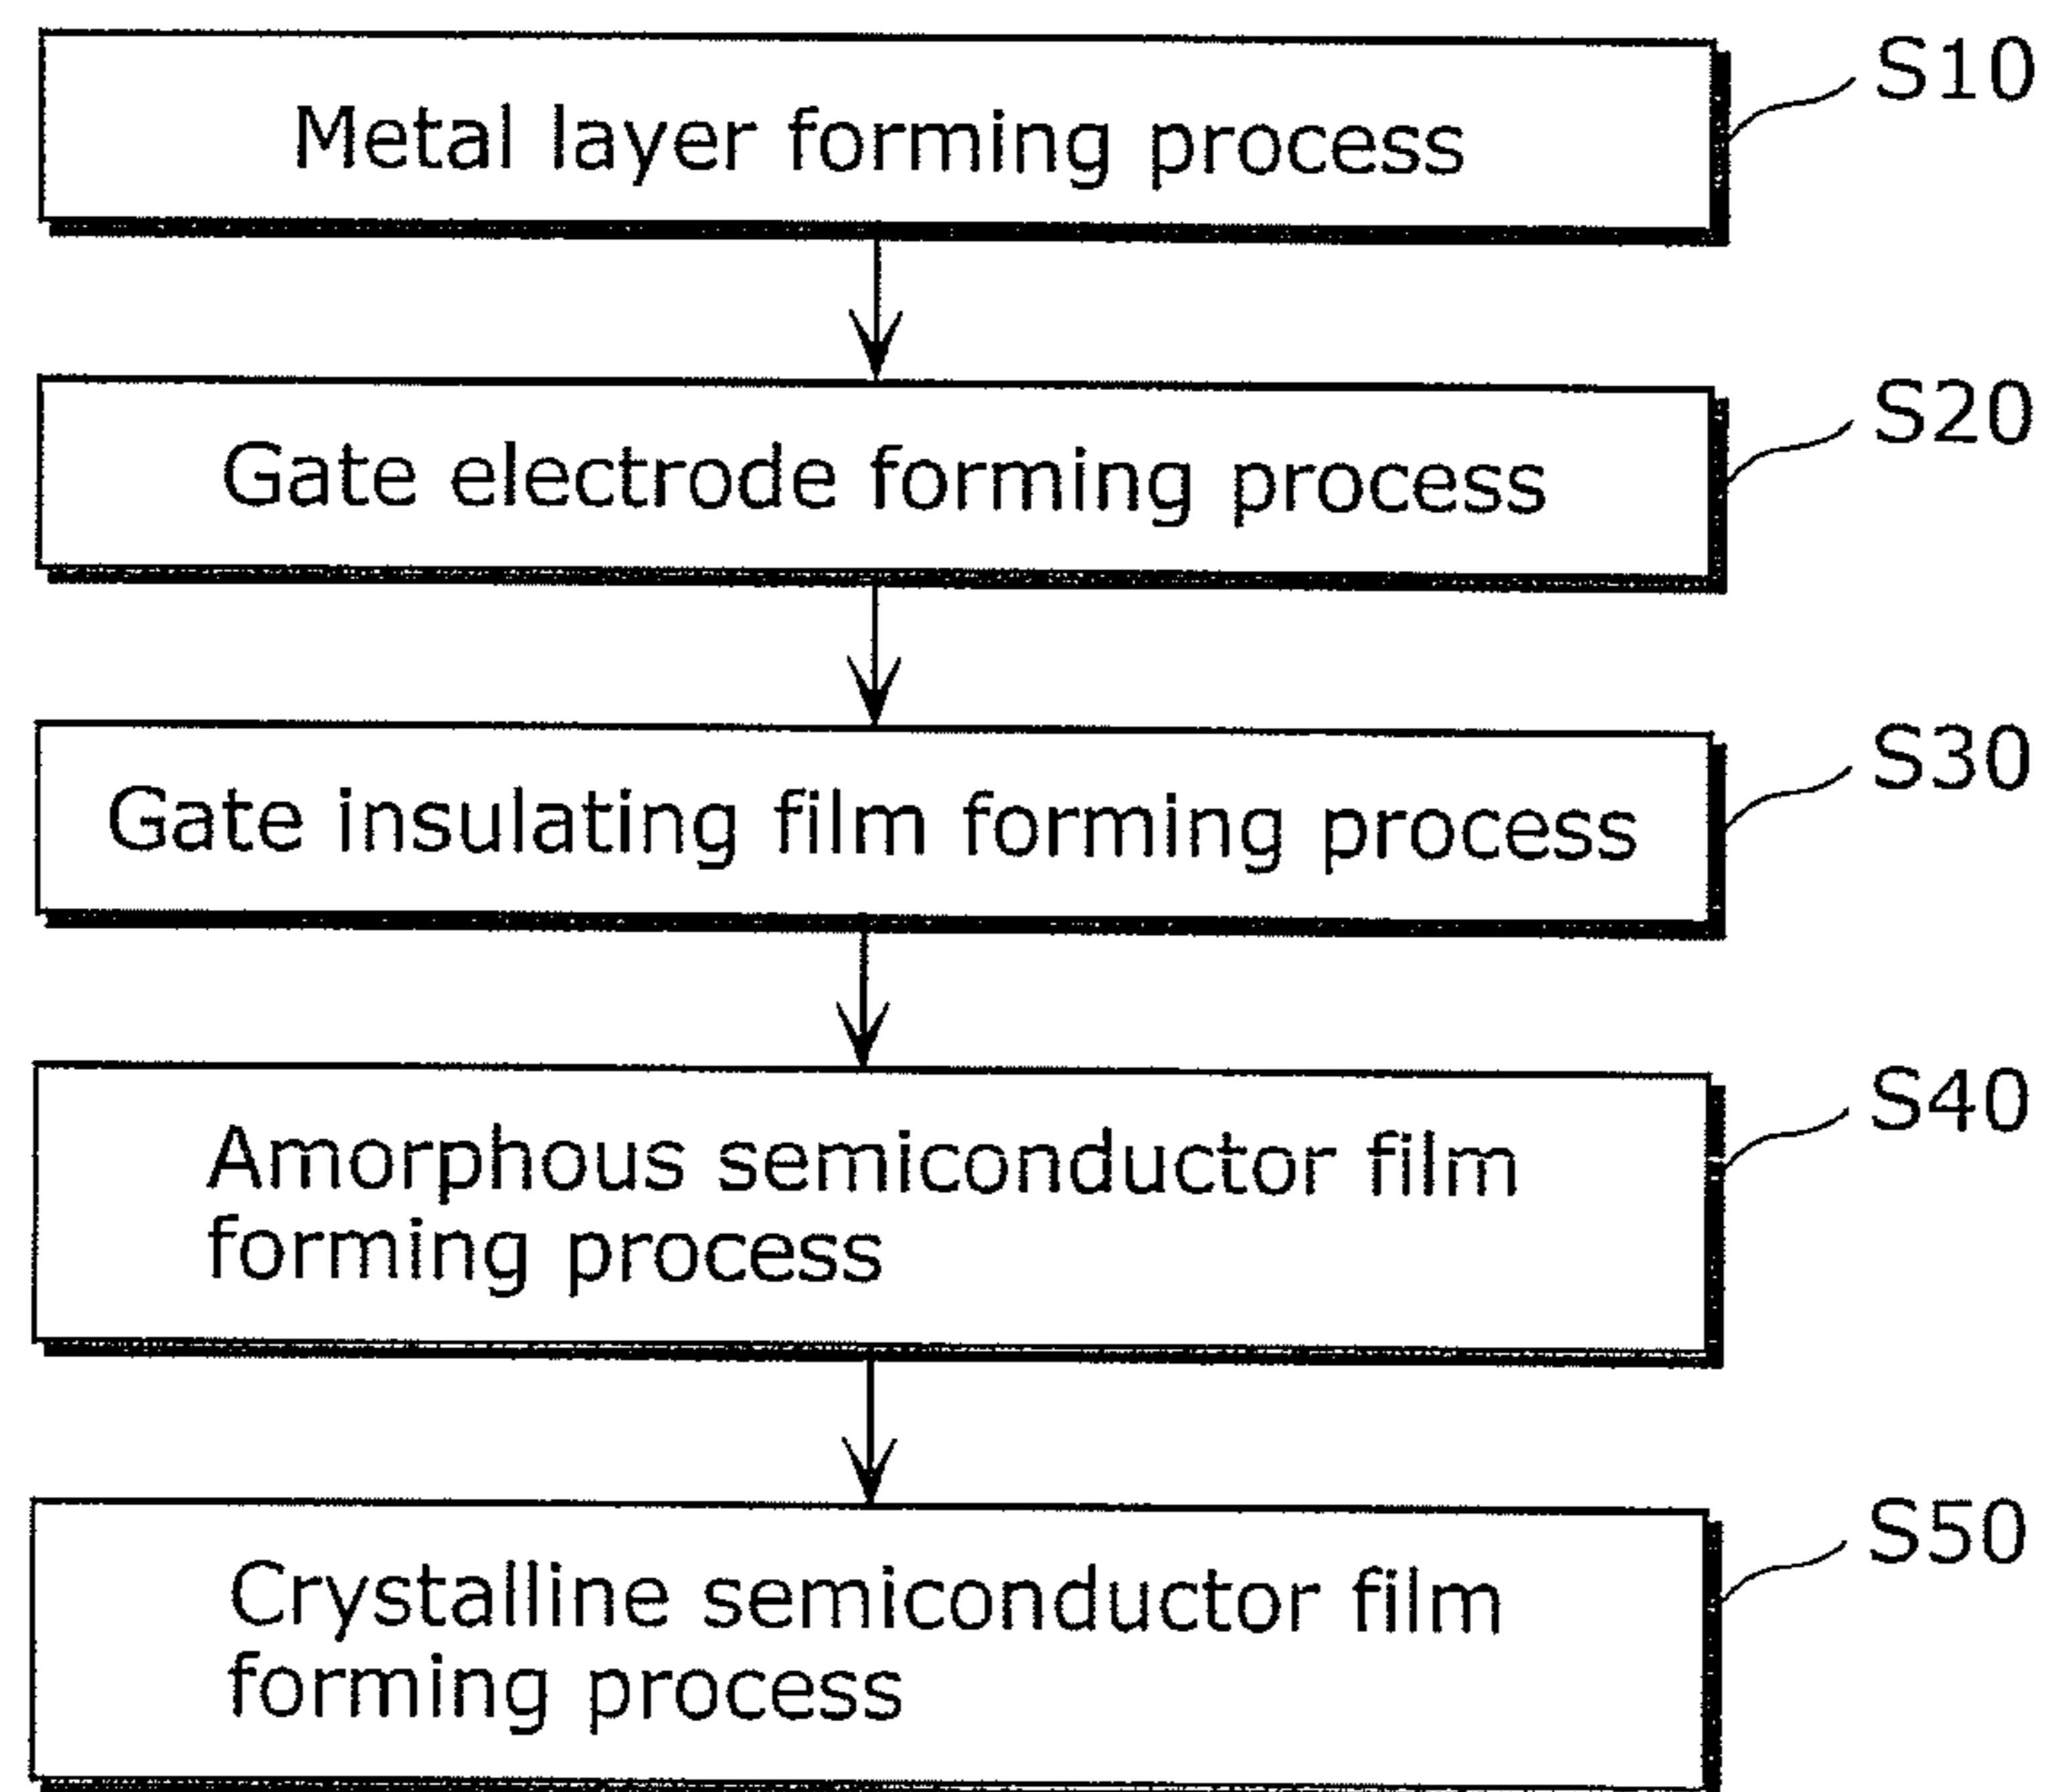 Metal layer forming process
S10
Gate electrode forming process
S20
Gate insulating film forming process
S30
Amorphous semiconductor film
forming process
S40
Crystalline semiconductor film
forming process
S50